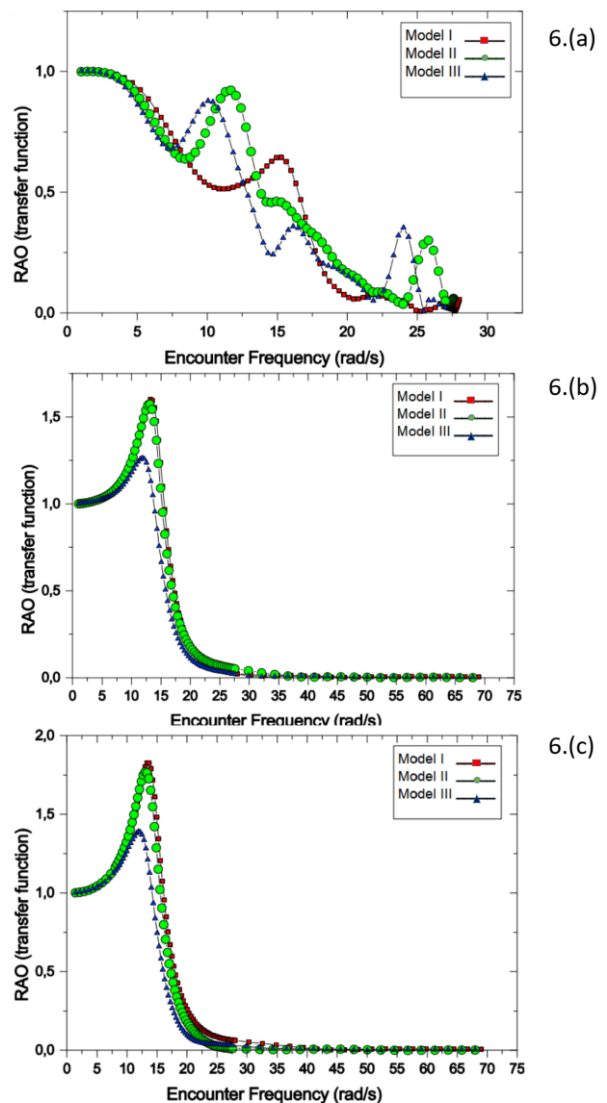 6.(a)
Model I
Model II
Model III
1,0
0,5
0,0
0 5 10 15 20 25 30
RAO (transfer function)
Encounter Frequency (rad/s)
6.(b)
Model I
Model II
Model III
1,5
1,0
0,5
0,0
0 5 10 15 20 25 30 35 40 45 50 55 60 65 70 75
RAO (transfer function)
Encounter Frequency (rad/s)
6.(c)
Model I
Model II
Model III
2,0
1,5
1,0
0,5
0,0
0 5 10 15 20 25 30 35 40 45 50 55 60 65 70 75
RAO (transfer function)
Encounter Frequency (rad/s)